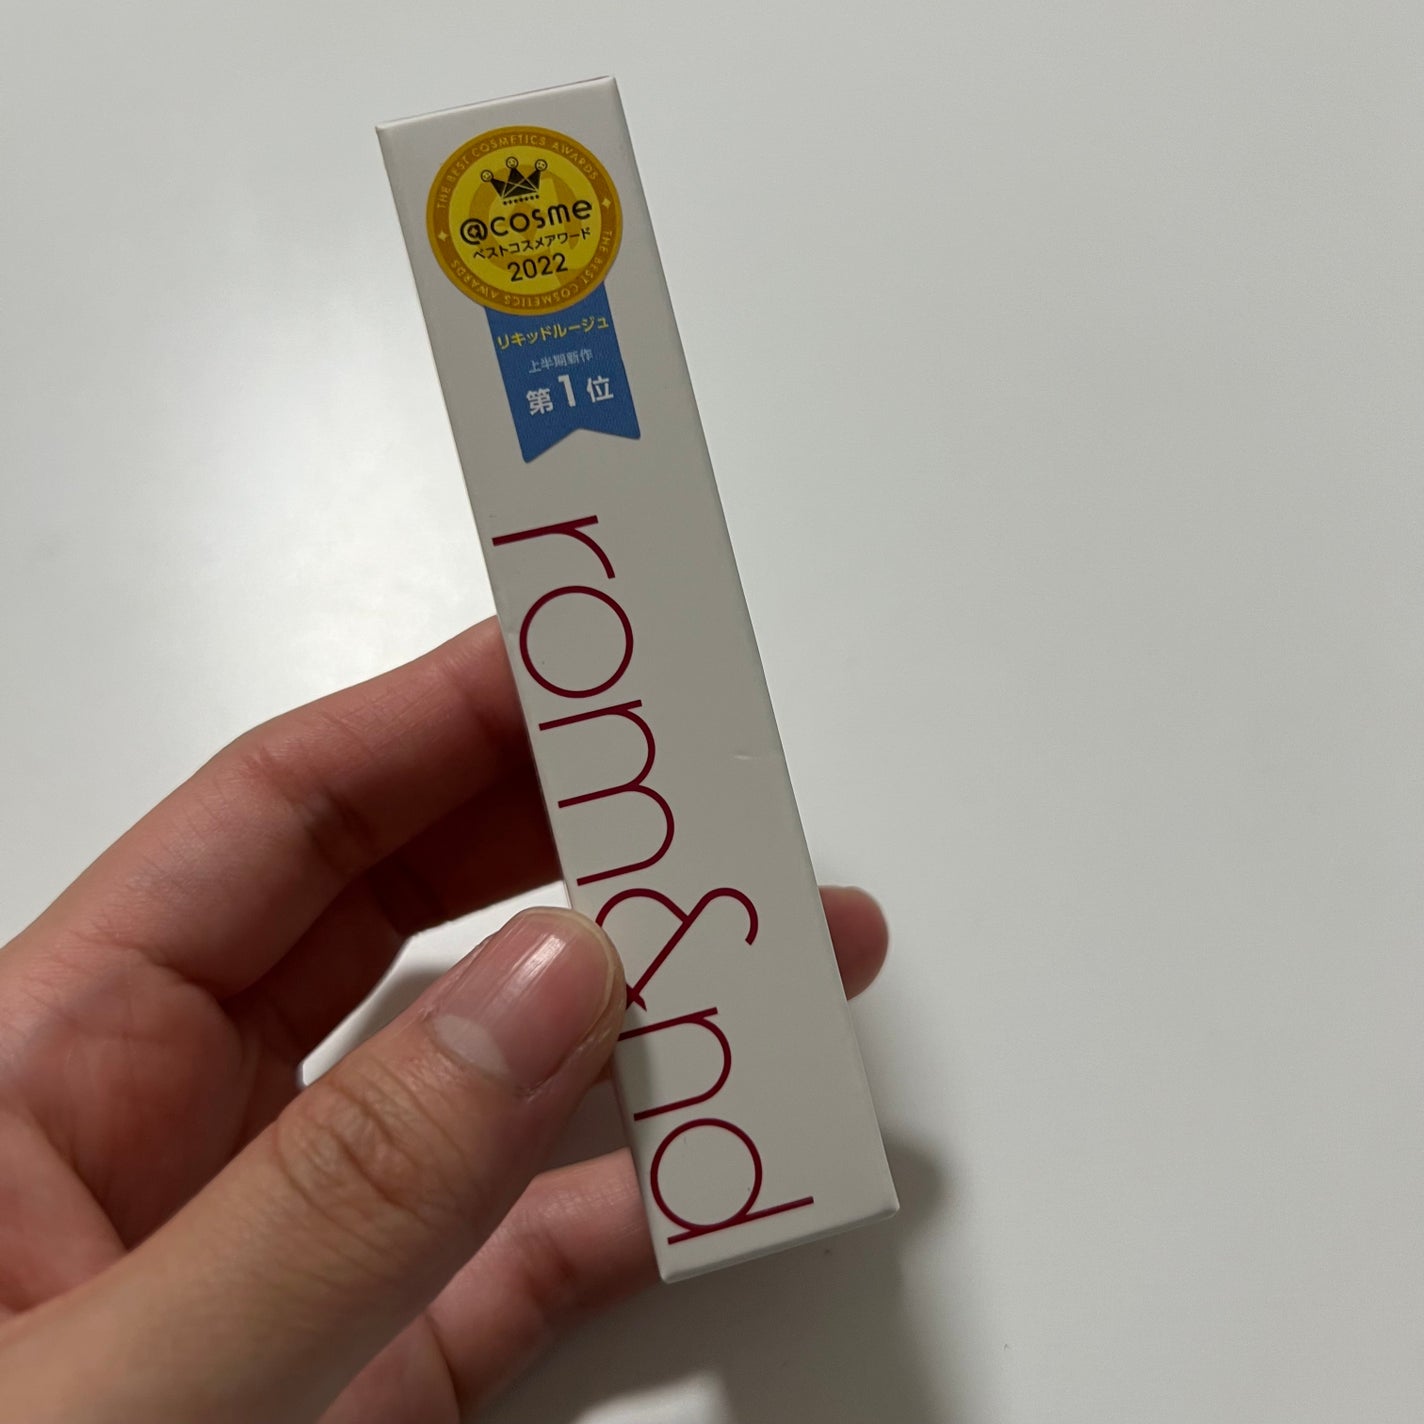 THE BEST COSMETICS AWARDS
@cosme
ベストコスメアワード
2022
THE BEST COSMETICS AWARDS
リキッドルージュ
上半期新作
第1位
rom&nd